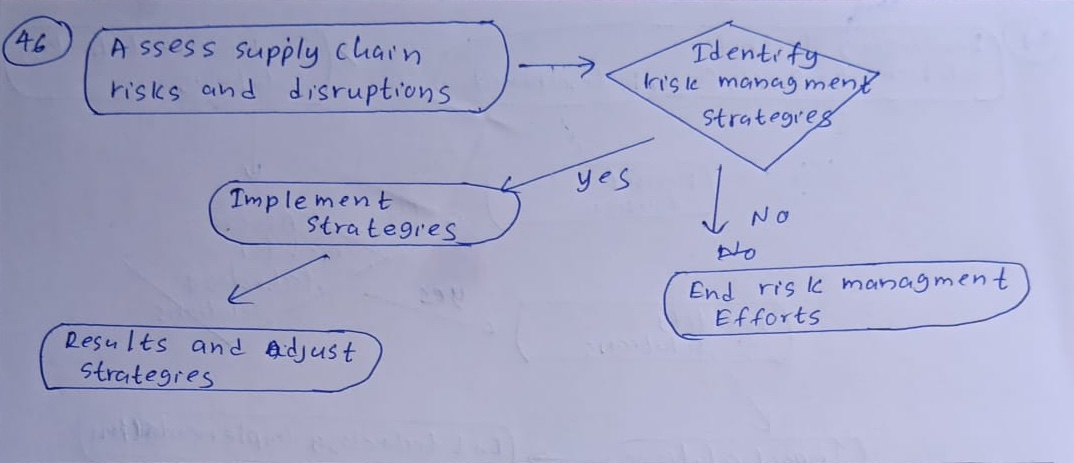 46
Assess supply chain
risks and disruptions
Identify
risk managment
strategies
yes
No
No
Implement
strategies
End risk managment
Efforts
Results and adjust
strategies